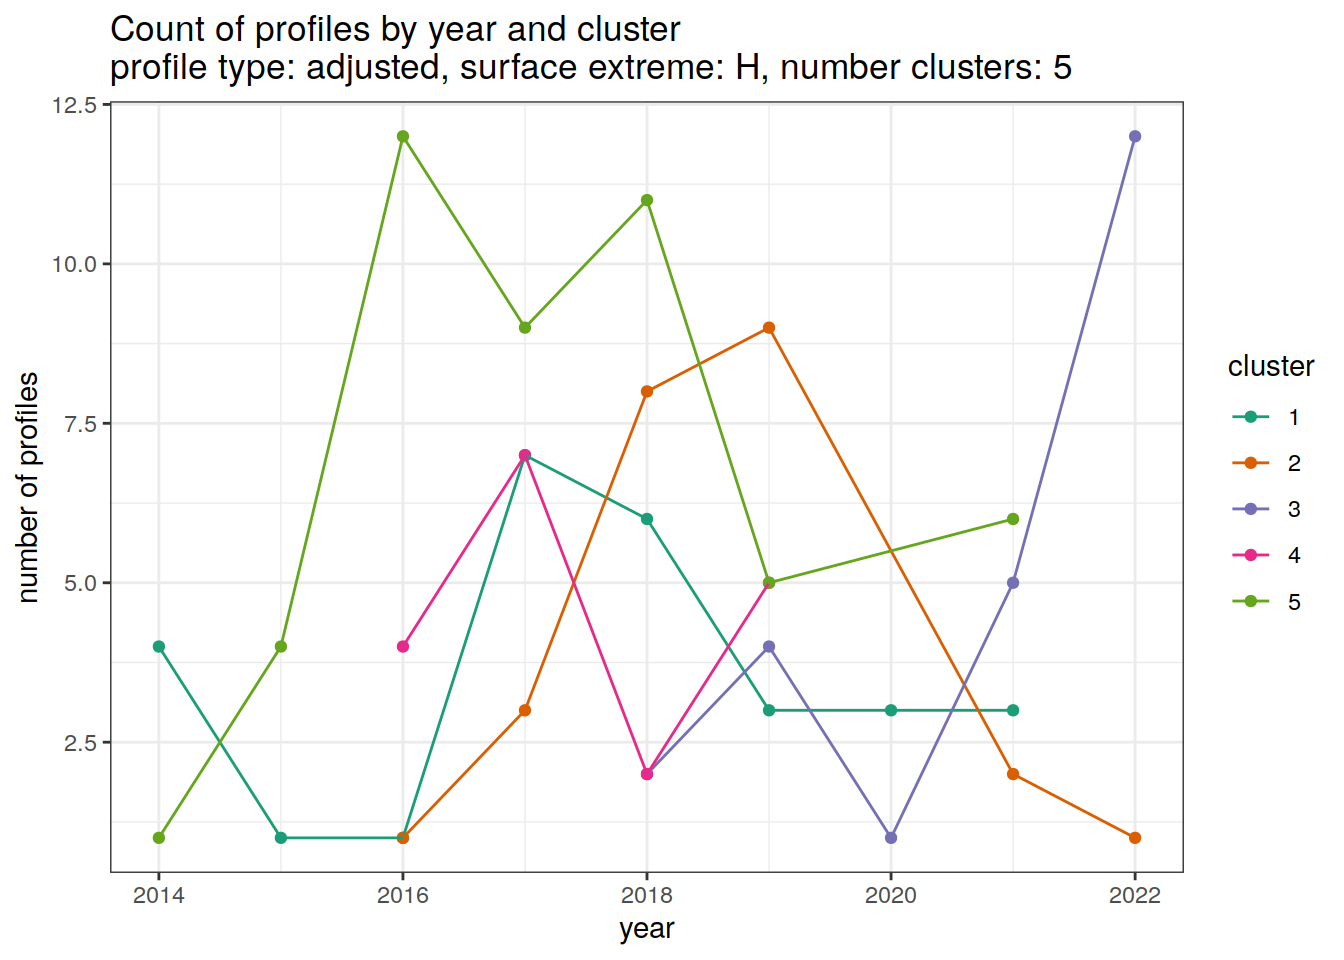 Count of profiles by year and cluster
profile type: adjusted, surface extreme: H, number clusters: 5
12.5
10.0
7.5
5.0
2.5
number of profiles
2014 2016 2018 2020 2022
year
cluster
1
2
3
4
5